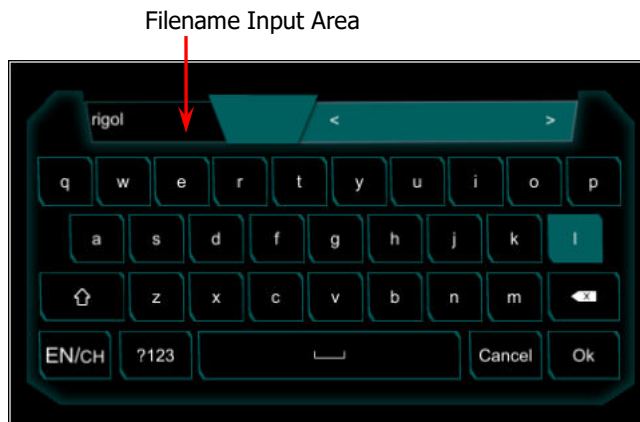 Filename Input Area
rigol < >
q w e r t y u i o p
a s d f g h j k l
z x c v b n m x
EN/CH ?123 Cancel Ok